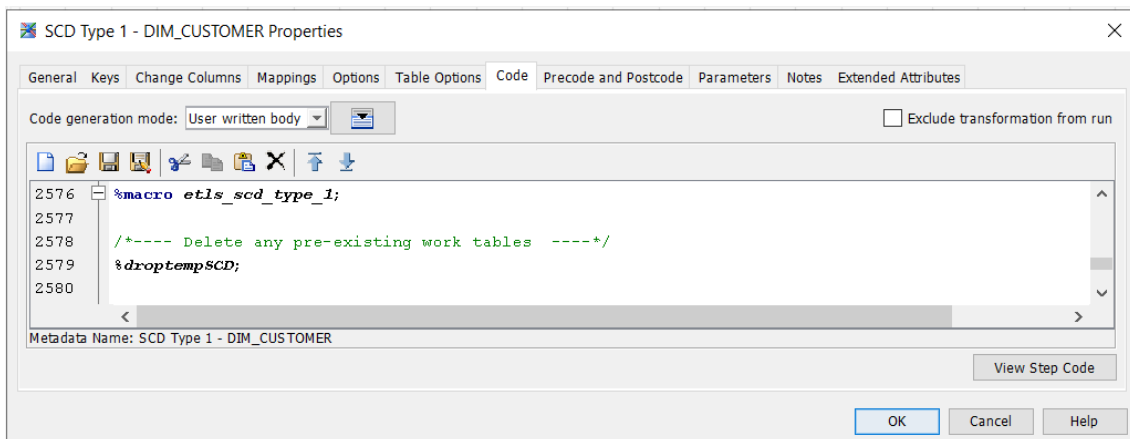 SCD Type 1 - DIM_CUSTOMER Properties
General Keys Change Columns Mappings Options Table Options Code Precode and Postcode Parameters Notes Extended Attributes
Code generation mode: User written body Exclude transformation from run
2576 %macro etls_scd_type_1;
2577
2578 /*---- Delete any pre-existing work tables ----*/
2579 %droptempSCD;
2580
Metadata Name: SCD Type 1 - DIM_CUSTOMER
View Step Code
OK Cancel Help